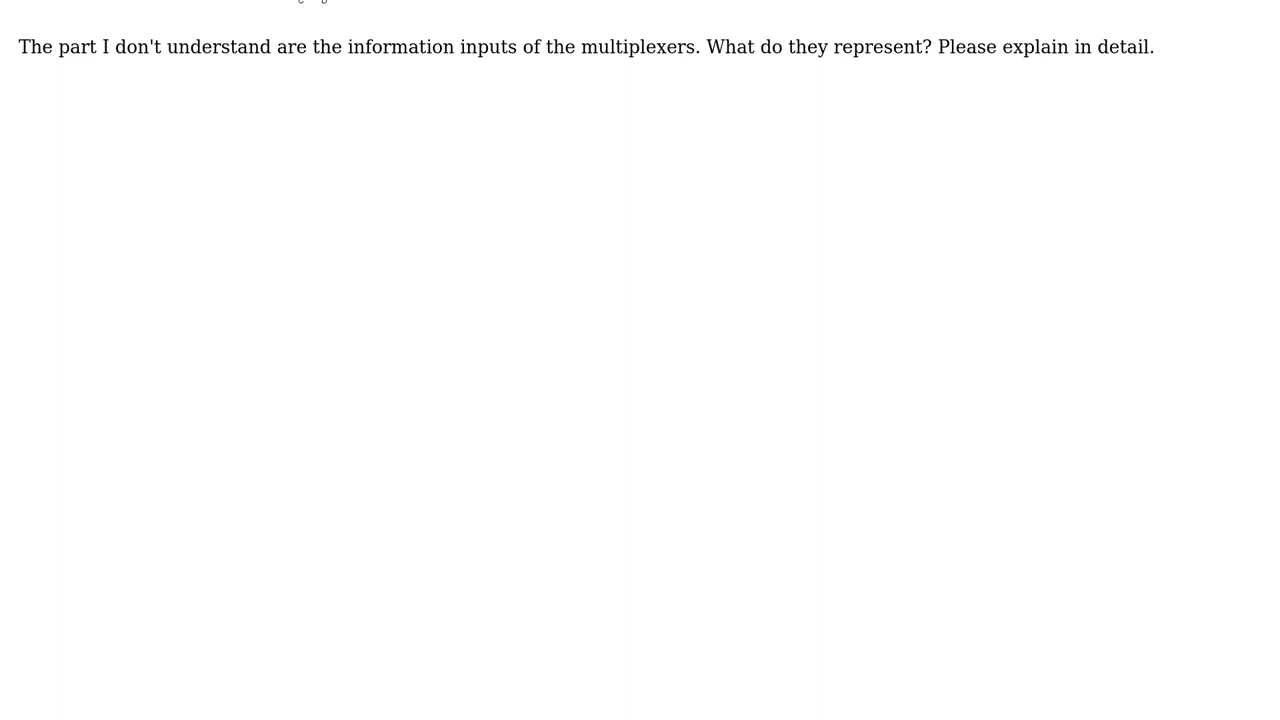 The part I don't understand are the information inputs of the multiplexers. What do they represent? Please explain in detail.